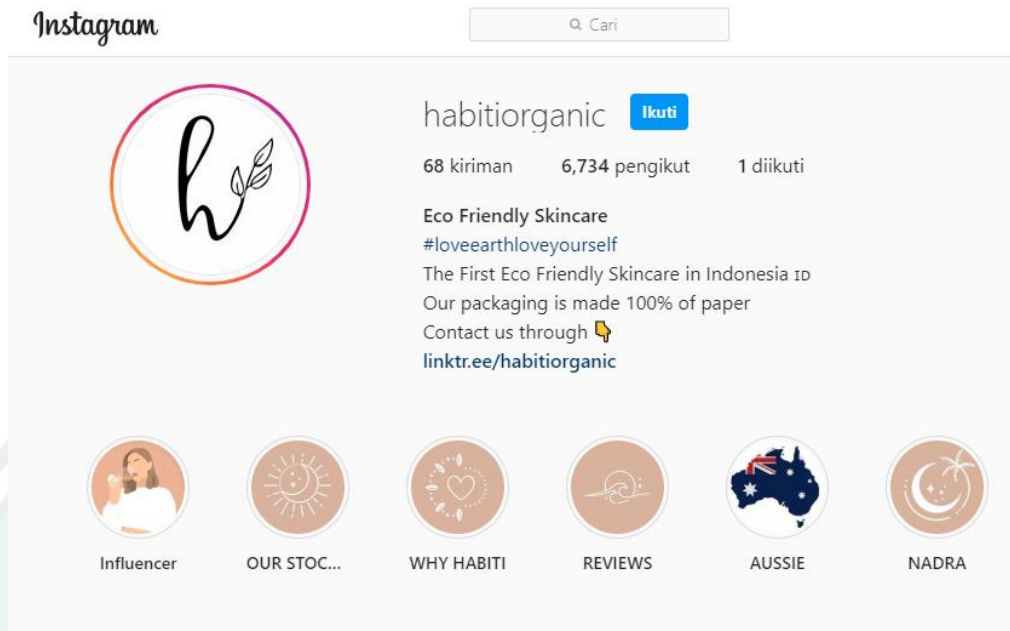 Instagram
Cari
habitiorganic Ikuti
68 kiriman 6,734 pengikut 1 diikuti
Eco Friendly Skincare
#loveearthloveyourself
The First Eco Friendly Skincare in Indonesia ID
Our packaging is made 100% of paper
Contact us through 👇
linktr.ee/habitiorganic
Influencer OUR STOC... WHY HABITI REVIEWS AUSSIE NADRA